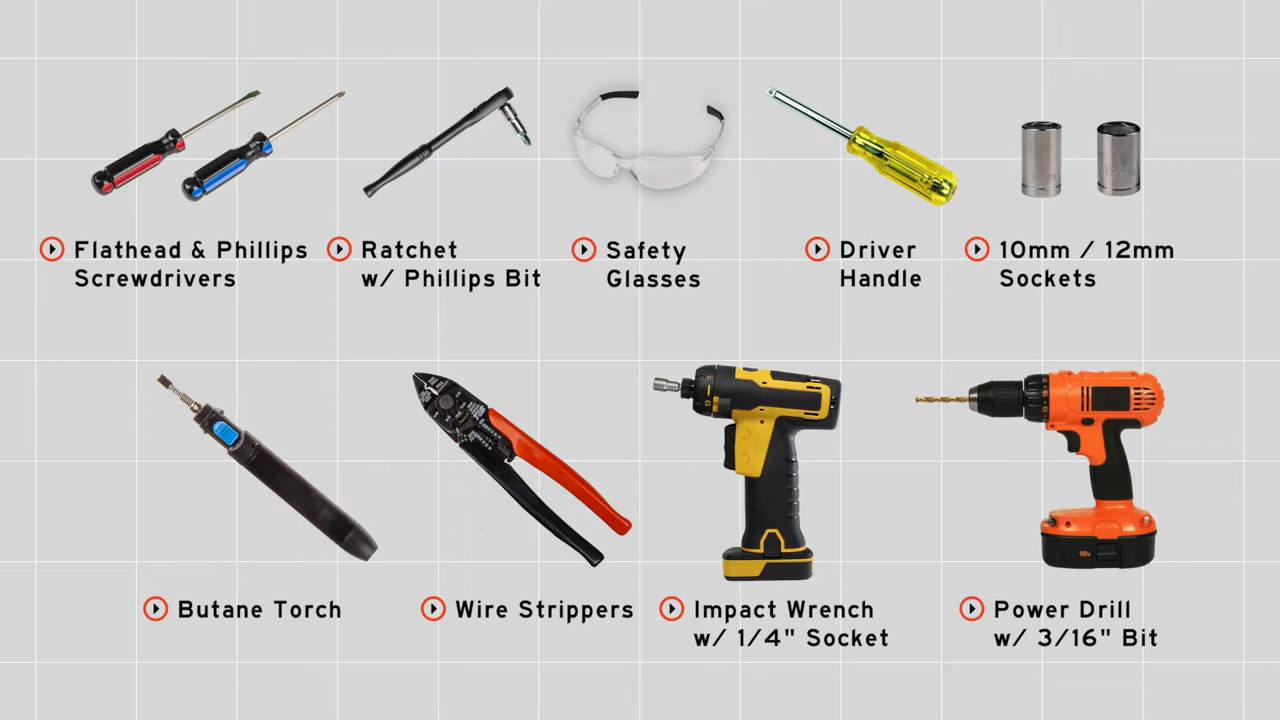 Flathead & Phillips
Screwdrivers
Ratchet
w/ Phillips Bit
Safety
Glasses
Driver
Handle
10mm / 12mm
Sockets
Butane Torch
Wire Strippers
Impact Wrench
w/ 1/4" Socket
Power Drill
w/ 3/16" Bit
18v